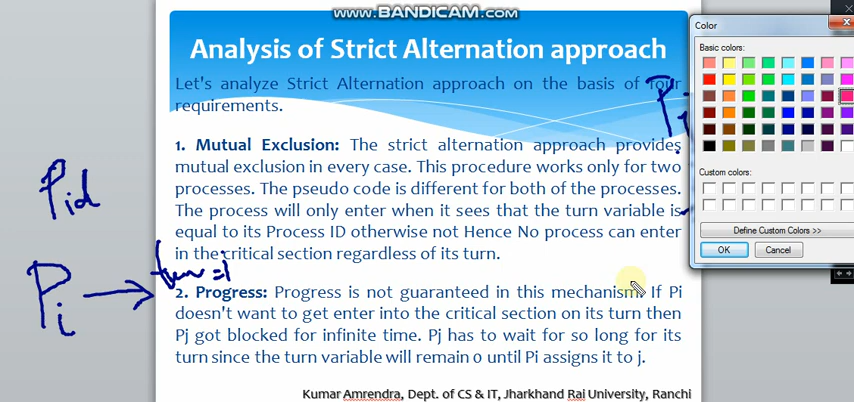 www.BANDICAM.com
Color
Analysis of Strict Alternation approach
Basic colors:
Let's analyze Strict Alternation approach on the basis of four
requirements.
Pi
1. Mutual Exclusion: The strict alternation approach provides
mutual exclusion in every case. This procedure works only for two
processes. The pseudo code is different for both of the processes.
The process will only enter when it sees that the turn variable is
equal to its Process ID otherwise not Hence No process can enter
in the critical section regardless of its turn.
Custom colors:
Define Custom Colors >>
OK
Cancel
Pid
Pi
turn=i
2. Progress: Progress is not guaranteed in this mechanism. If Pi
doesn't want to get enter into the critical section on its turn then
Pj got blocked for infinite time. Pj has to wait for so long for its
turn since the turn variable will remain 0 until Pi assigns it to j.
Kumar Amrendra, Dept. of CS & IT, Jharkhand Rai University, Ranchi